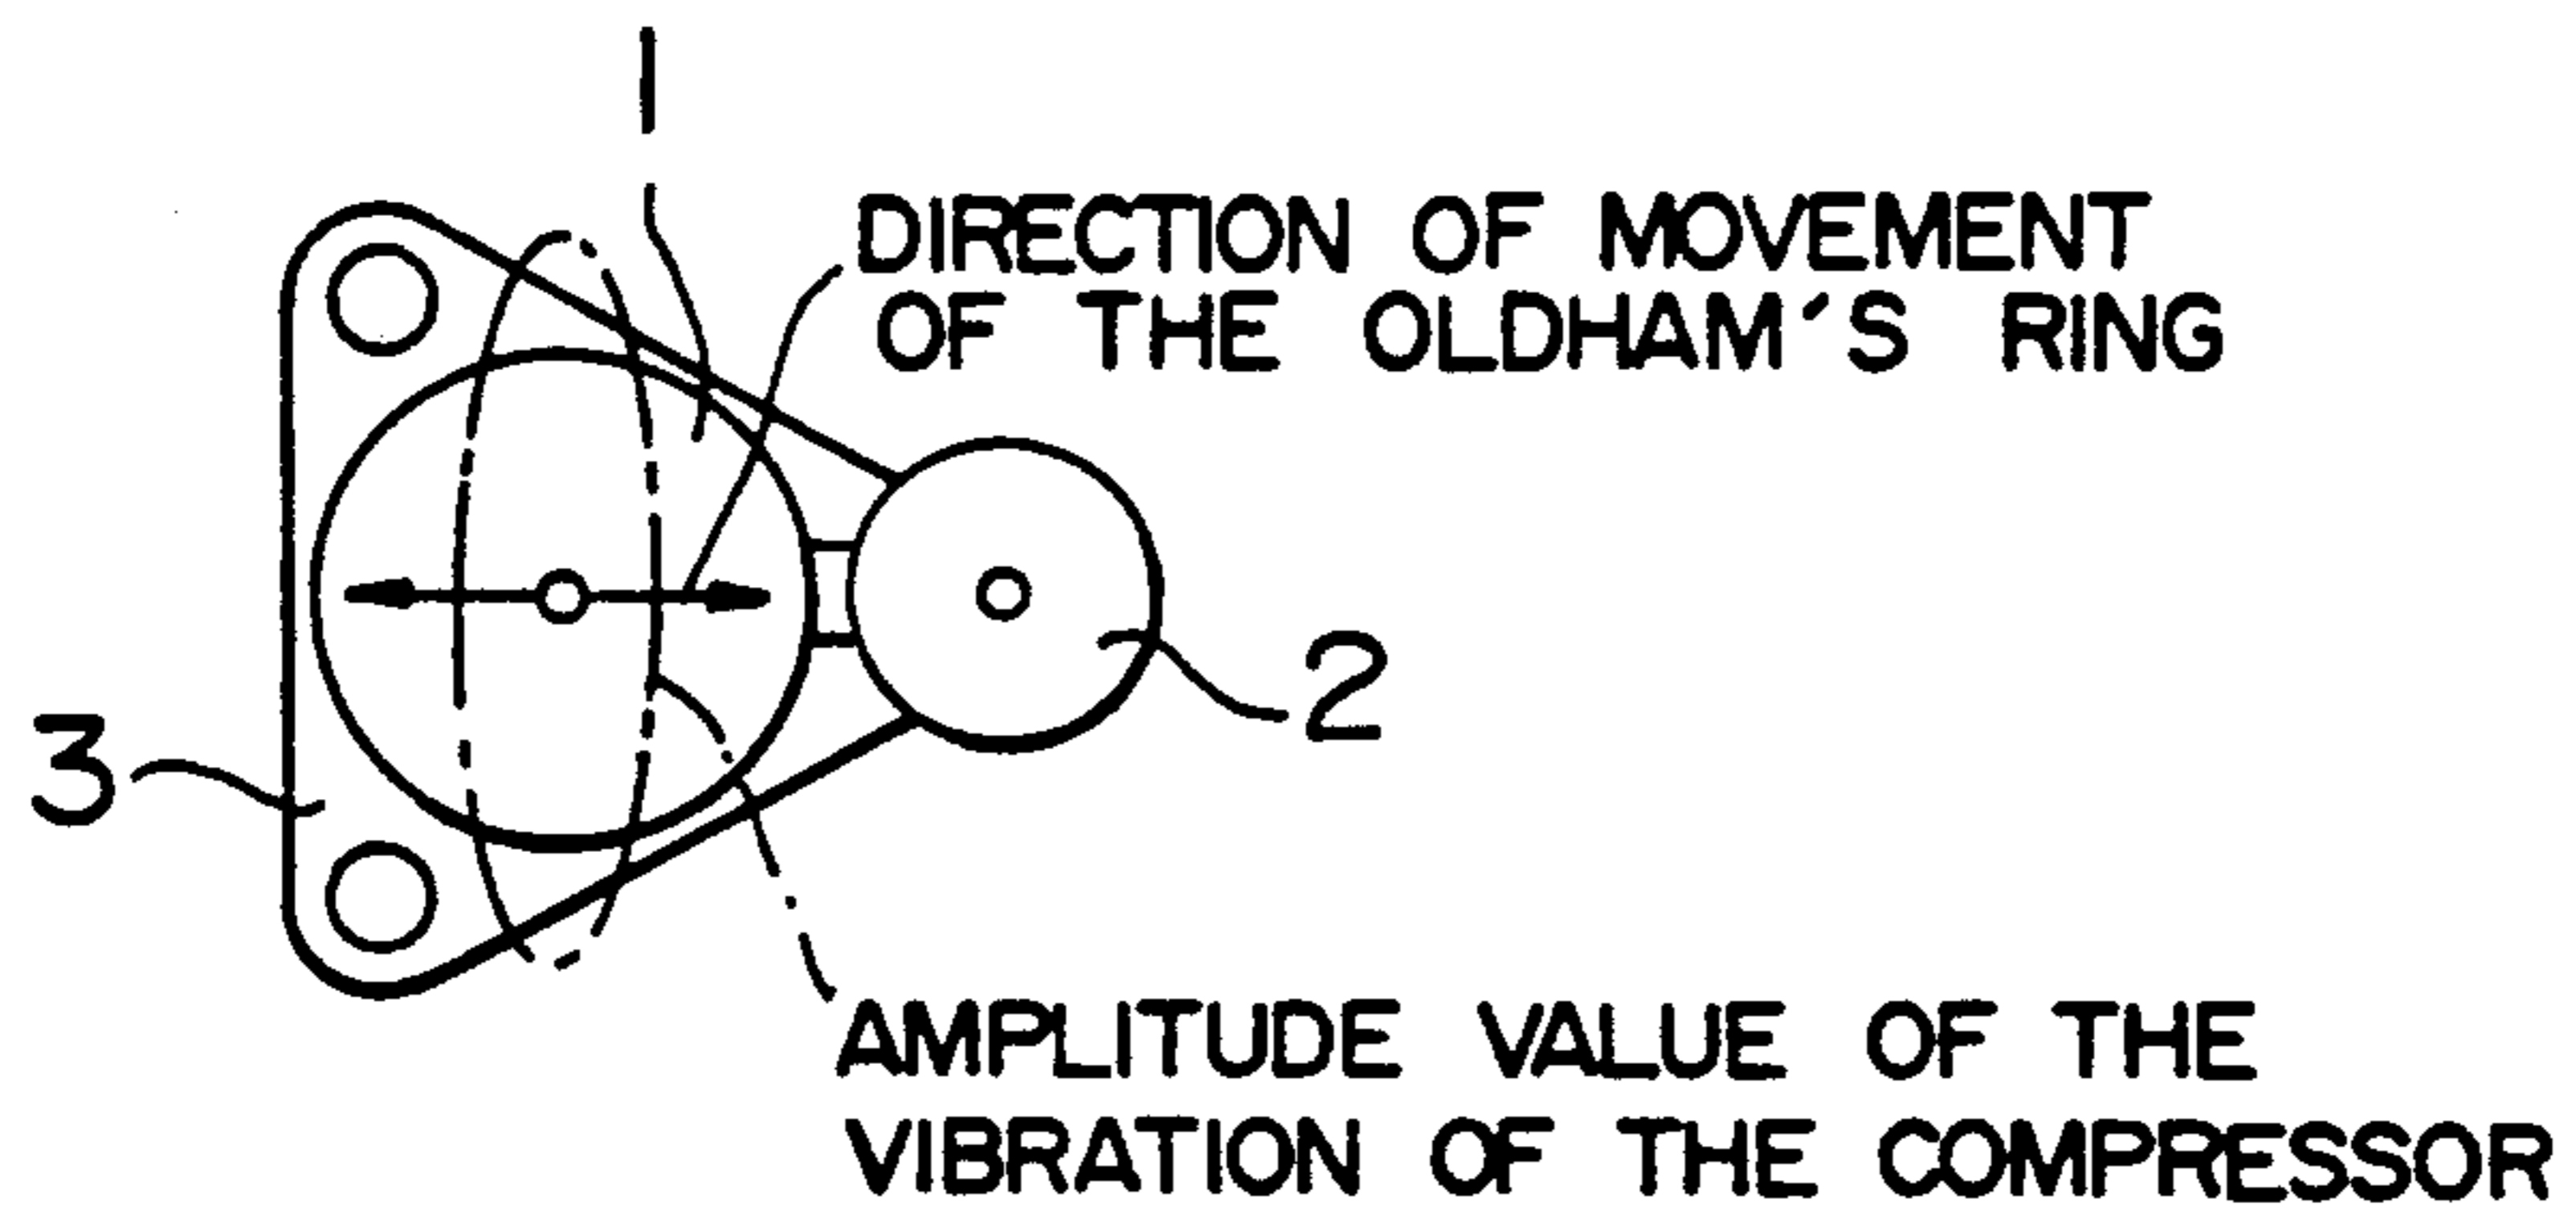 1
DIRECTION OF MOVEMENT
OF THE OLDHAM'S RING
2
3
AMPLITUDE VALUE OF THE
VIBRATION OF THE COMPRESSOR